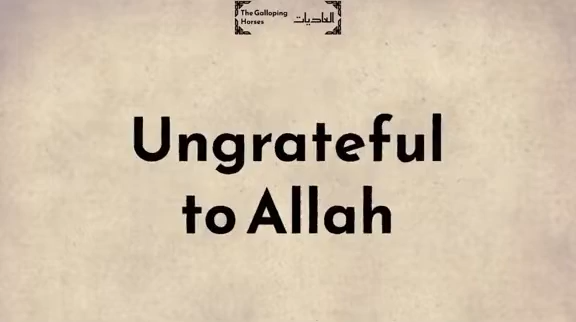 The Galloping
Horses
العاديات
Ungrateful
to Allah